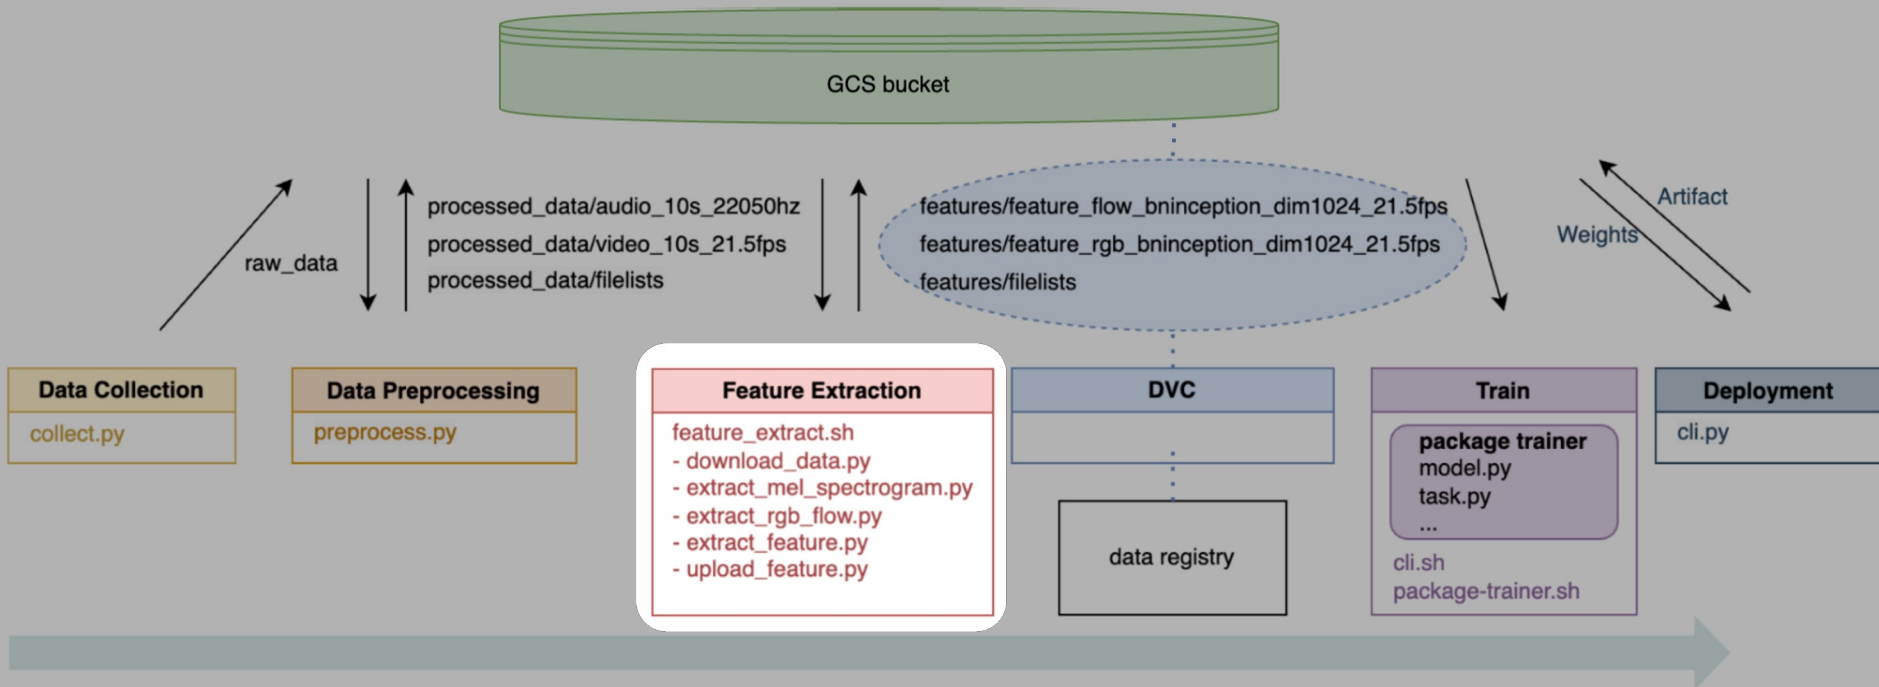 GCS bucket
raw_data
processed_data/audio_10s_22050hz
processed_data/video_10s_21.5fps
processed_data/filelists
features/feature_flow_bninception_dim1024_21.5fps
features/feature_rgb_bninception_dim1024_21.5fps
features/filelists
Artifact
Weights
Data Collection
collect.py
Data Preprocessing
preprocess.py
Feature Extraction
feature_extract.sh
- download_data.py
- extract_mel_spectrogram.py
- extract_rgb_flow.py
- extract_feature.py
- upload_feature.py
DVC
data registry
Train
package trainer
model.py
task.py
...
cli.sh
package-trainer.sh
Deployment
cli.py